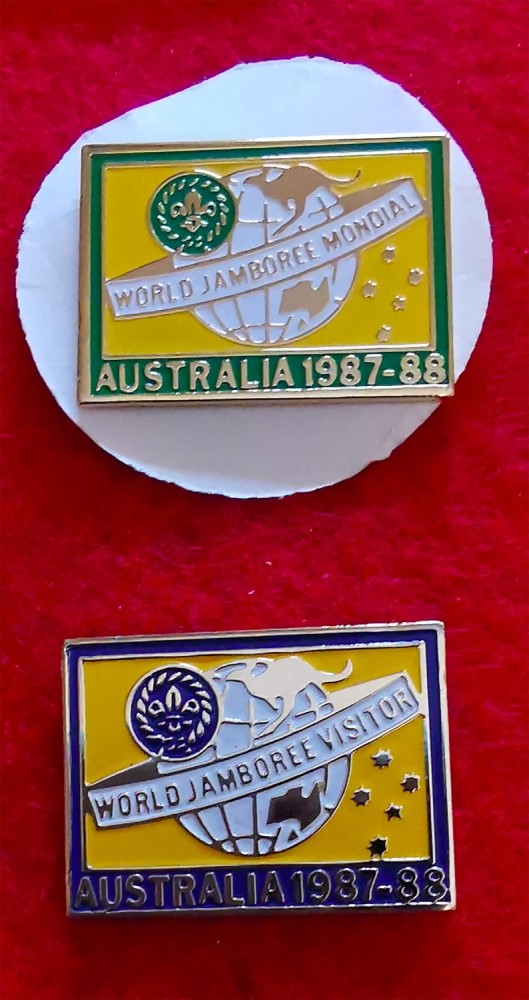 WORLD JAMBOREE MONDIAL
AUSTRALIA 1987-88
WORLD JAMBOREE VISITOR
AUSTRALIA 1987-88